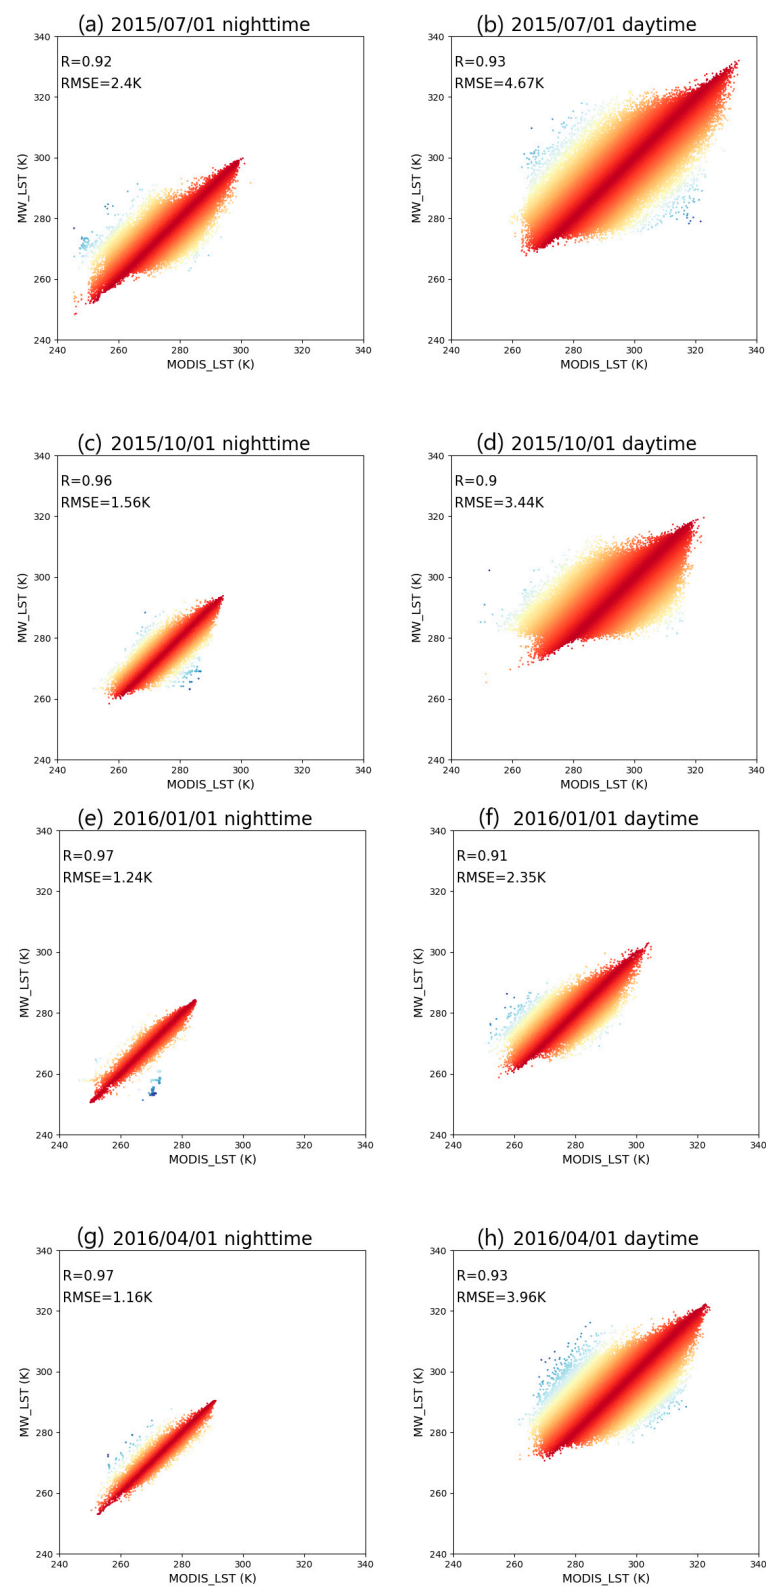 (a) 2015/07/01 nighttime
R=0.92
RMSE=2.4K
MW_LST (K)
340
320
300
280
260
240
240 260 280 300 320 340
MODIS_LST (K)
(b) 2015/07/01 daytime
R=0.93
RMSE=4.67K
MW_LST (K)
340
320
300
280
260
240
240 260 280 300 320 340
MODIS_LST (K)
(c) 2015/10/01 nighttime
R=0.96
RMSE=1.56K
MW_LST (K)
340
320
300
280
260
240
240 260 280 300 320 340
MODIS_LST (K)
(d) 2015/10/01 daytime
R=0.9
RMSE=3.44K
MW_LST (K)
340
320
300
280
260
240
240 260 280 300 320 340
MODIS_LST (K)
(e) 2016/01/01 nighttime
R=0.97
RMSE=1.24K
MW_LST (K)
340
320
300
280
260
240
240 260 280 300 320 340
MODIS_LST (K)
(f) 2016/01/01 daytime
R=0.91
RMSE=2.35K
MW_LST (K)
340
320
300
280
260
240
240 260 280 300 320 340
MODIS_LST (K)
(g) 2016/04/01 nighttime
R=0.97
RMSE=1.16K
MW_LST (K)
340
320
300
280
260
240
240 260 280 300 320 340
MODIS_LST (K)
(h) 2016/04/01 daytime
R=0.93
RMSE=3.96K
MW_LST (K)
340
320
300
280
260
240
240 260 280 300 320 340
MODIS_LST (K)